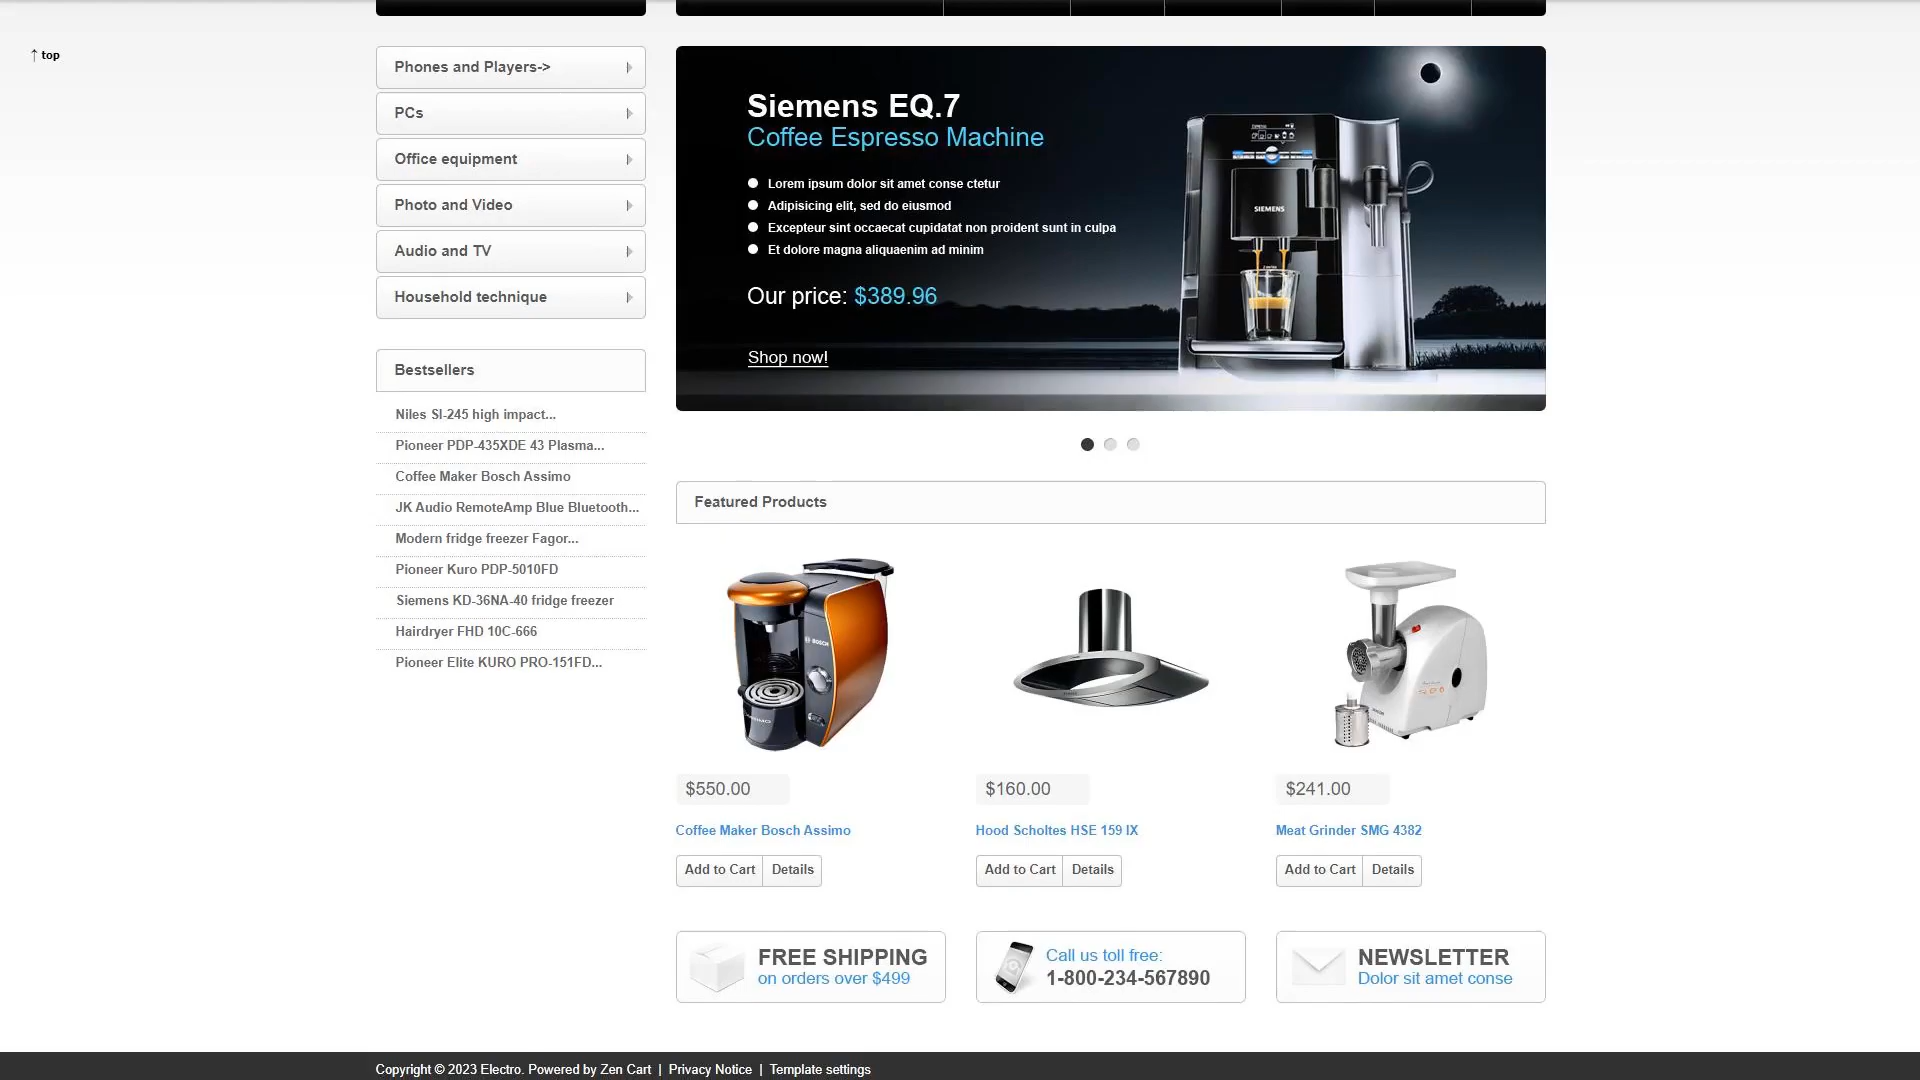 ↑ top
Phones and Players->
PCs
Office equipment
Photo and Video
Audio and TV
Household technique
Bestsellers
Niles SI-245 high impact...
Pioneer PDP-435XDE 43 Plasma...
Coffee Maker Bosch Assimo
JK Audio RemoteAmp Blue Bluetooth...
Modern fridge freezer Fagor...
Pioneer Kuro PDP-5010FD
Siemens KD-36NA-40 fridge freezer
Hairdryer FHD 10C-666
Pioneer Elite KURO PRO-151FD...
Siemens EQ.7
Coffee Espresso Machine
Lorem ipsum dolor sit amet conse ctetur
Adipisicing elit, sed do eiusmod
Excepteur sint occaecat cupidatat non proident sunt in culpa
Et dolore magna aliquaenim ad minim
Our price: $389.96
Shop now!
SIEMENS
Featured Products
BOSCH
$550.00
Coffee Maker Bosch Assimo
Add to Cart Details
$160.00
Hood Scholtes HSE 159 IX
Add to Cart Details
$241.00
Meat Grinder SMG 4382
Add to Cart Details
FREE SHIPPING
on orders over $499
Call us toll free:
1-800-234-567890
NEWSLETTER
Dolor sit amet conse
Copyright © 2023 Electro. Powered by Zen Cart | Privacy Notice | Template settings